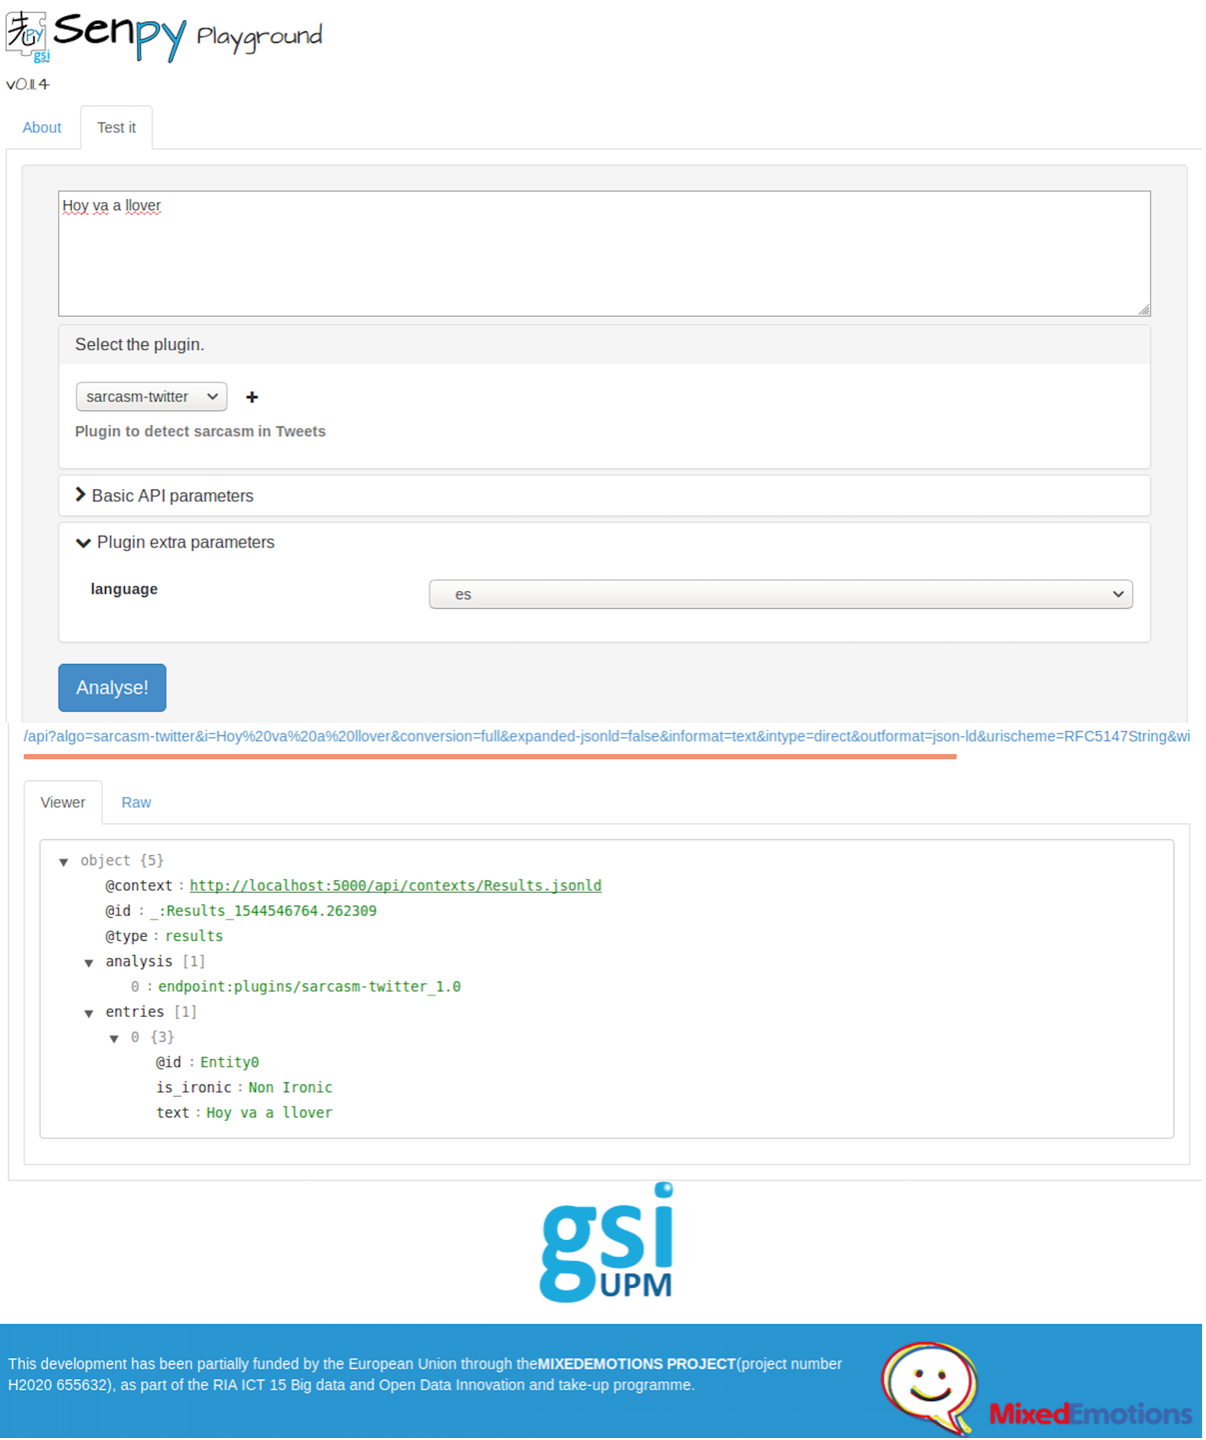 先
py
gsi
Senpy Playground
v0.11.4
About
Test it
Hoy va a llover
Select the plugin.
sarcasm-twitter
Plugin to detect sarcasm in Tweets
Basic API parameters
Plugin extra parameters
language
es
Analyse!
/api?algo=sarcasm-twitter&i=Hoy%20va%20a%20llover&conversion=full&expanded-jsonld=false&informat=text&intype=direct&outformat=json-ld&urischeme=RFC5147String&wi
Viewer
Raw
object {5}
@context : http://localhost:5000/api/contexts/Results.jsonld
@id : _:Results_1544546764.262309
@type : results
analysis [1]
0 : endpoint:plugins/sarcasm-twitter_1.0
entries [1]
0 {3}
@id : Entity0
is_ironic : Non Ironic
text : Hoy va a llover
gsi
UPM
This development has been partially funded by the European Union through theMIXEDEMOTIONS PROJECT(project number
H2020 655632), as part of the RIA ICT 15 Big data and Open Data Innovation and take-up programme.
MixedEmotions